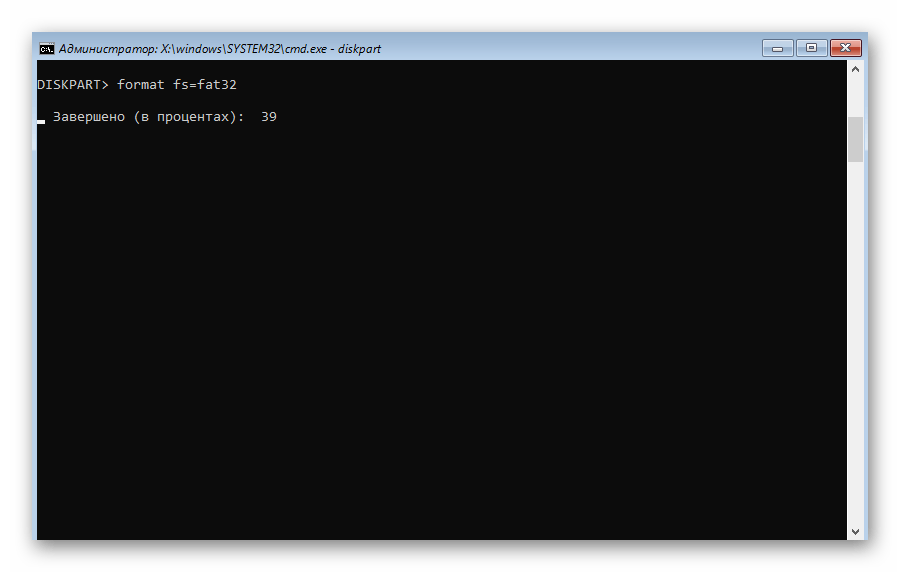 Администратор: X:\windows\SYSTEM32\cmd.exe - diskpart
DISKPART> format fs=fat32
Завершено (в процентах):  39